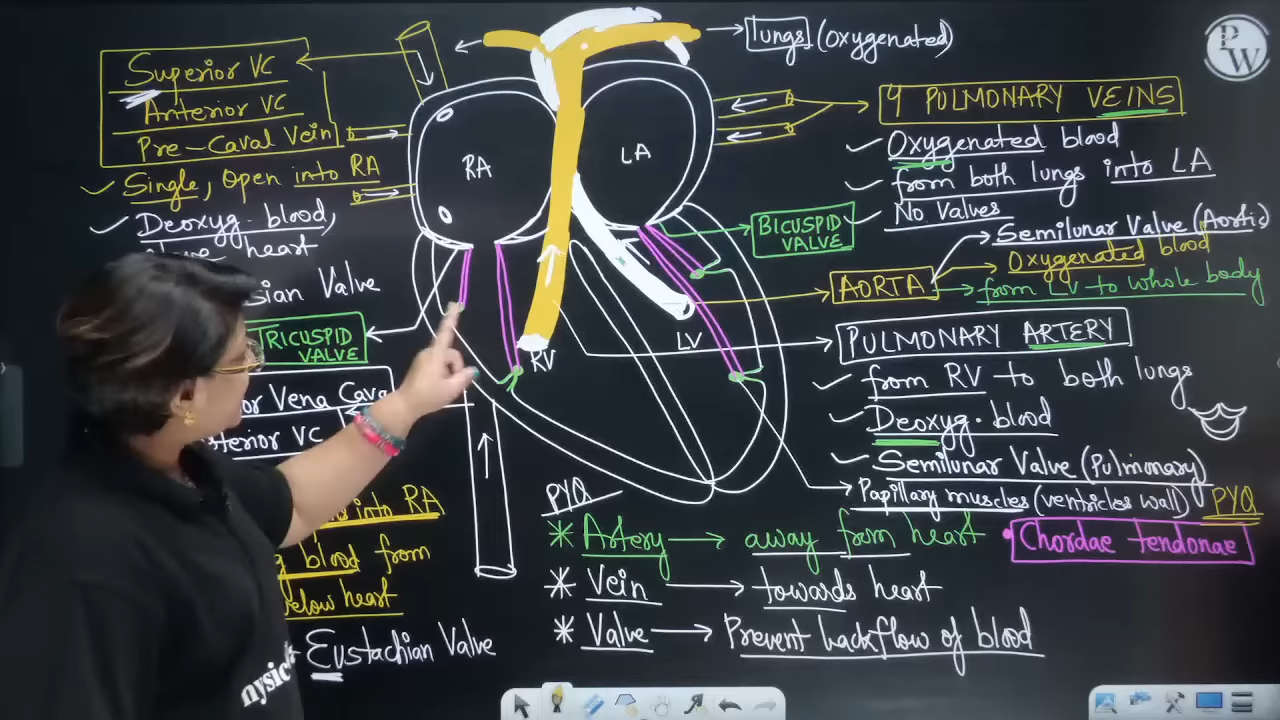 Superior VC
Anterior VC
Pre-Caval Vein
Single, Open into RA
Deoxyg. blood,
heart
Valve
TRICUSPID
VALVE
Vena Cava
VC
into RA
blood from
heart
Eustachian Valve
RA
LA
RV
LV
lungs (oxygenated)
PW
4 PULMONARY VEINS
Oxygenated blood
from both lungs into LA
No Valves
BICUSPID
VALVE
Semilunar Valve (Aortic)
Oxygenated blood
AORTA
from LV to whole body
PULMONARY ARTERY
from RV to both lungs
Deoxyg. blood
Semilunar Valve (Pulmonary)
Papillary muscles (ventricles wall) PYQ
Chordae tendonae
PYQ
* Artery → away from heart
* Vein → towards heart
* Valve → Prevent backflow of blood